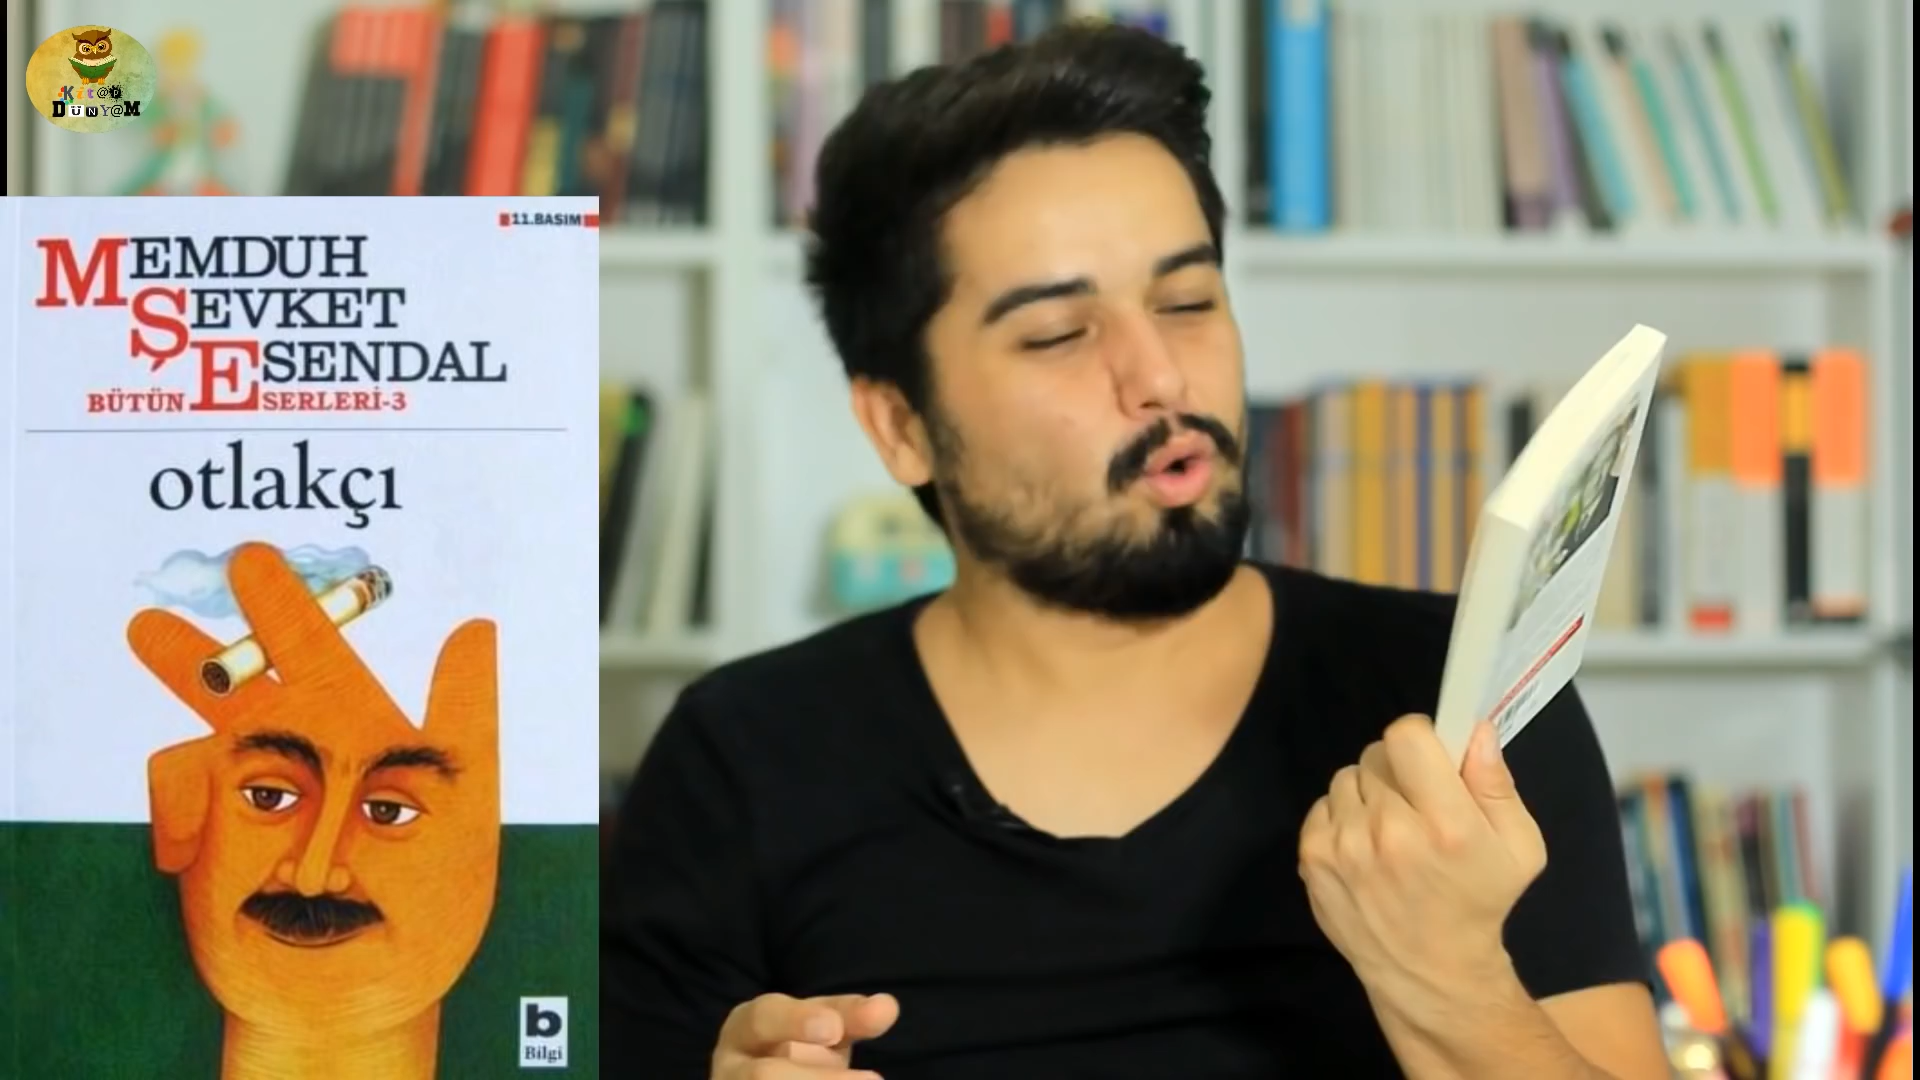 Kit@p
DÜNY@M
11.BASIM
MEMDUH
ŞEVKET
ESENDAL
BÜTÜN ESERLERİ-3
otlakçı
b
Bilgi